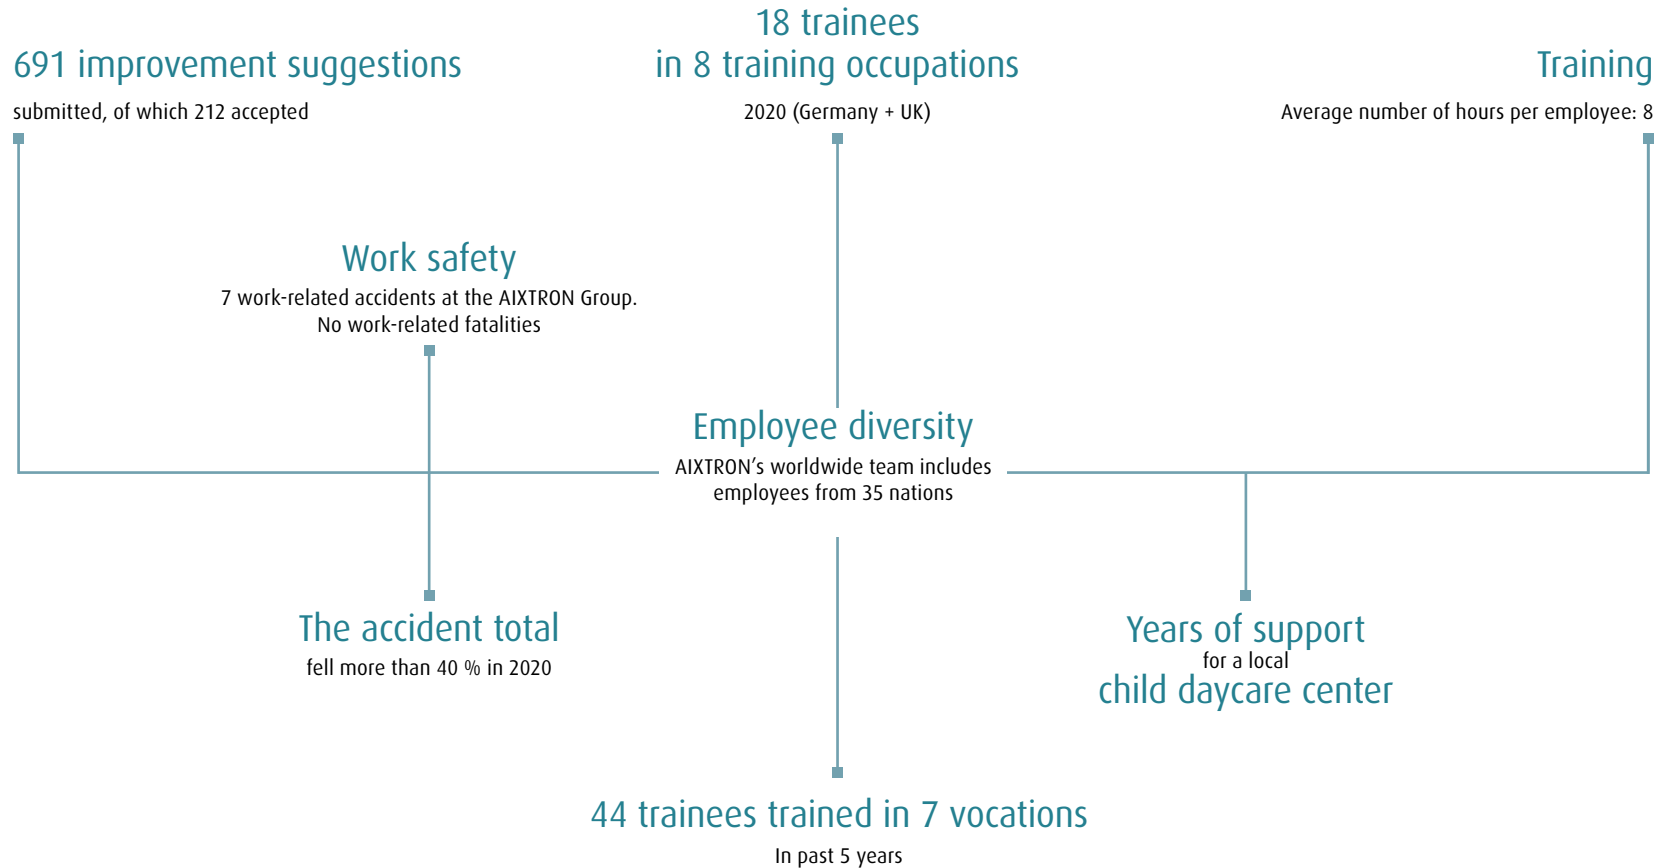 691 improvement suggestions
submitted, of which 212 accepted
18 trainees
in 8 training occupations
2020 (Germany + UK)
Training
Average number of hours per employee: 8
Work safety
7 work-related accidents at the AIXTRON Group.
No work-related fatalities
Employee diversity
AIXTRON’s worldwide team includes
employees from 35 nations
The accident total
fell more than 40 % in 2020
Years of support
for a local
child daycare center
44 trainees trained in 7 vocations
In past 5 years